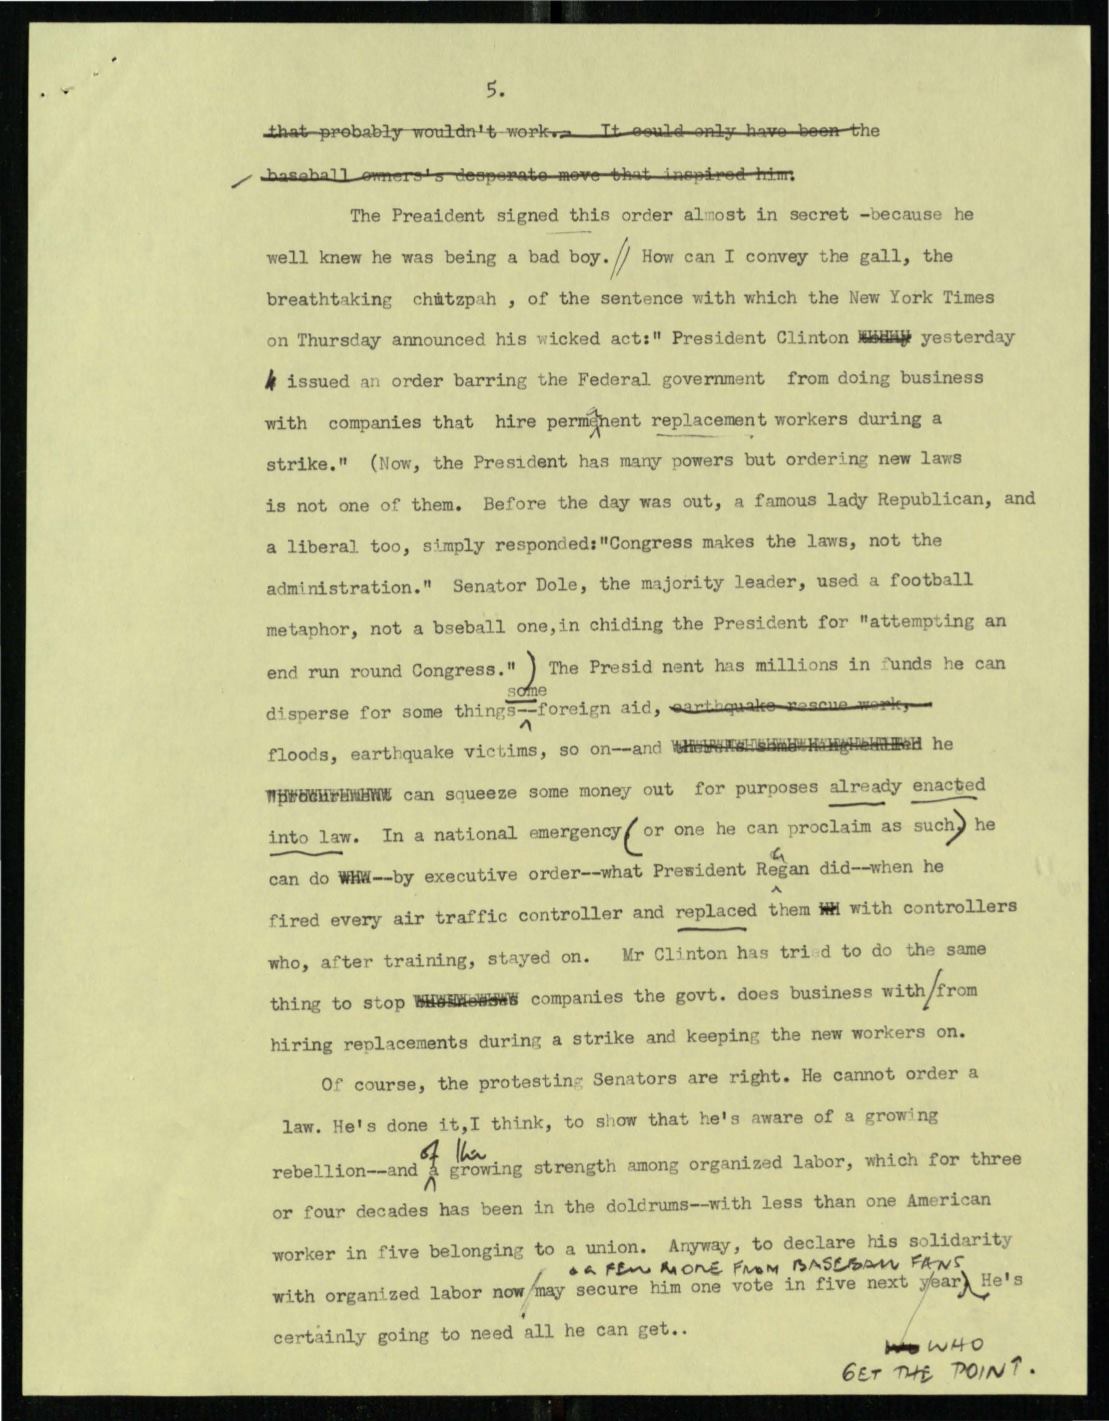 5.
that probably wouldn't work.- It could only have been the
baseball owners's desperate move that inspired him.
The Preaident signed this order almost in secret -because he
well knew he was being a bad boy.// How can I convey the gall, the
breathtaking chutzpah , of the sentence with which the New York Times
on Thursday announced his wicked act:" President Clinton yesterday
issued an order barring the Federal government from doing business
with companies that hire permanent replacement workers during a
strike." (Now, the President has many powers but ordering new laws
is not one of them. Before the day was out, a famous lady Republican, and
a liberal too, simply responded:"Congress makes the laws, not the
administration." Senator Dole, the majority leader, used a football
metaphor, not a bseball one,in chiding the President for "attempting an
end run round Congress.") The Presid nent has millions in funds he can
some
disperse for some things--foreign aid, earthquake rescue work,
floods, earthquake victims, so on--and he
can squeeze some money out for purposes already enacted
into law. In a national emergency( or one he can proclaim as such) he
a
can do --by executive order--what President Regan did--when he
fired every air traffic controller and replaced them with controllers
who, after training, stayed on. Mr Clinton has tried to do the same
thing to stop companies the govt. does business with/from
hiring replacements during a strike and keeping the new workers on.
Of course, the protesting Senators are right. He cannot order a
law. He's done it,I think, to show that he's aware of a growing
of the
rebellion--and a growing strength among organized labor, which for three
or four decades has been in the doldrums--with less than one American
worker in five belonging to a union. Anyway, to declare his solidarity
or a FEW MORE FROM BASEBALL FANS
with organized labor now/may secure him one vote in five next year) He's
certainly going to need all he can get..
WHO
GET THE POINT.